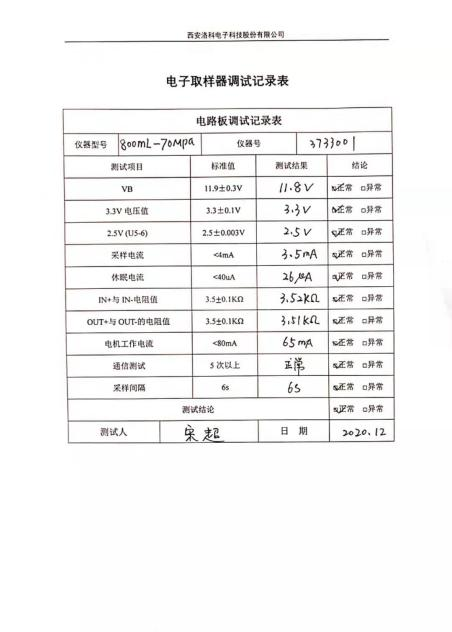 西安洛科电子科技股份有限公司
电子取样器调试记录表
电路板调试记录表
仪器型号 800mL-70Mpa 仪器号 3733001
测试项目 标准值 测试结果 结论
VB 11.9±0.3V 11.8V ☑正常 □异常
3.3V 电压值 3.3±0.1V 3.3V ☑正常 □异常
2.5V (U5-6) 2.5±0.003V 2.5V ☑正常 □异常
采样电流 <4mA 3.5mA ☑正常 □异常
休眠电流 <40uA 26μA ☑正常 □异常
IN+与 IN-电阻值 3.5±0.1KΩ 3.52kΩ ☑正常 □异常
OUT+与 OUT-的电阻值 3.5±0.1KΩ 3.51kΩ ☑正常 □异常
电机工作电流 <80mA 65mA ☑正常 □异常
通信测试 5 次以上 正常 ☑正常 □异常
采样间隔 6s 6s ☑正常 □异常
测试结论 ☑正常 □异常
测试人 宋超 日 期 2020.12